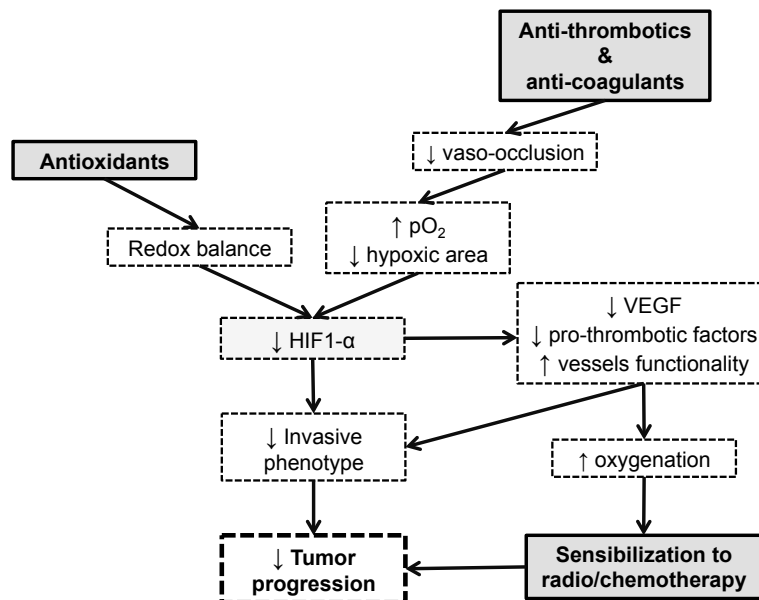 Anti-thrombotics
&
anti-coagulants
↓ vaso-occlusion
Antioxidants
↑ pO₂
↓ hypoxic area
Redox balance
↓ VEGF
↓ pro-thrombotic factors
↑ vessels functionality
↓ HIF1-α
↓ Invasive
phenotype
↑ oxygenation
↓ Tumor
progression
Sensibilization to
radio/chemotherapy